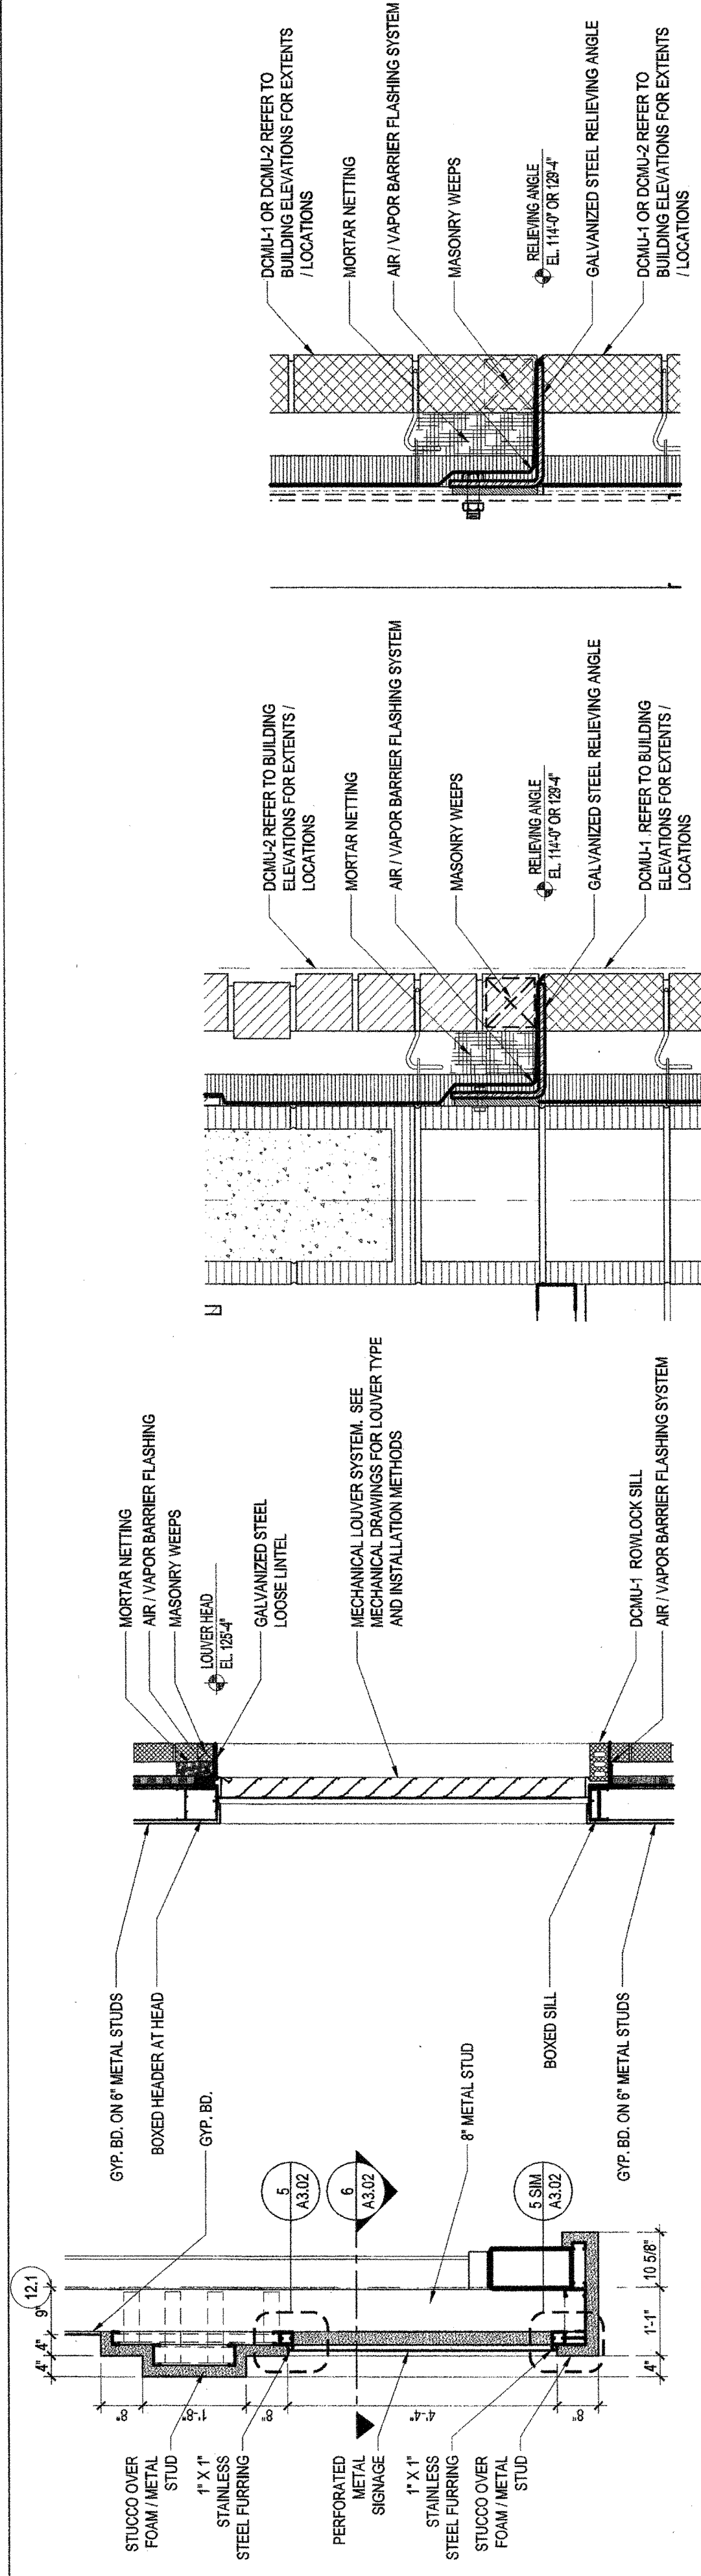 12.1
4"
4"
9"
8"
1'-8"
8"
4'-4"
8"
4"
1'-1"
10 5/8"
STUCCO OVER
FOAM / METAL
STUD
1" X 1"
STAINLESS
STEEL FURRING
PERFORATED
METAL
SIGNAGE
1" X 1"
STAINLESS
STEEL FURRING
STUCCO OVER
FOAM / METAL
STUD
GYP. BD.
5
A3.02
6
A3.02
8" METAL STUD
5 SIM
A3.02
GYP. BD. ON 6" METAL STUDS
BOXED HEADER AT HEAD
BOXED SILL
GYP. BD. ON 6" METAL STUDS
MORTAR NETTING
AIR / VAPOR BARRIER FLASHING
MASONRY WEEPS
LOUVER HEAD
EL. 125'-4"
GALVANIZED STEEL
LOOSE LINTEL
MECHANICAL LOUVER SYSTEM. SEE
MECHANICAL DRAWINGS FOR LOUVER TYPE
AND INSTALLATION METHODS
DCMU-1 ROWLOCK SILL
AIR / VAPOR BARRIER FLASHING SYSTEM
DCMU-2 REFER TO BUILDING
ELEVATIONS FOR EXTENTS /
LOCATIONS
MORTAR NETTING
AIR / VAPOR BARRIER FLASHING SYSTEM
MASONRY WEEPS
RELIEVING ANGLE
EL. 114'-0" OR 129'-4"
GALVANIZED STEEL RELIEVING ANGLE
DCMU-1 . REFER TO BUILDING
ELEVATIONS FOR EXTENTS /
LOCATIONS
DCMU-1 OR DCMU-2 REFER TO
BUILDING ELEVATIONS FOR EXTENTS
/ LOCATIONS
MORTAR NETTING
AIR / VAPOR BARRIER FLASHING SYSTEM
MASONRY WEEPS
RELIEVING ANGLE
EL. 114'-0" OR 129'-4"
GALVANIZED STEEL RELIEVING ANGLE
DCMU-1 OR DCMU-2 REFER TO
BUILDING ELEVATIONS FOR EXTENTS
/ LOCATIONS